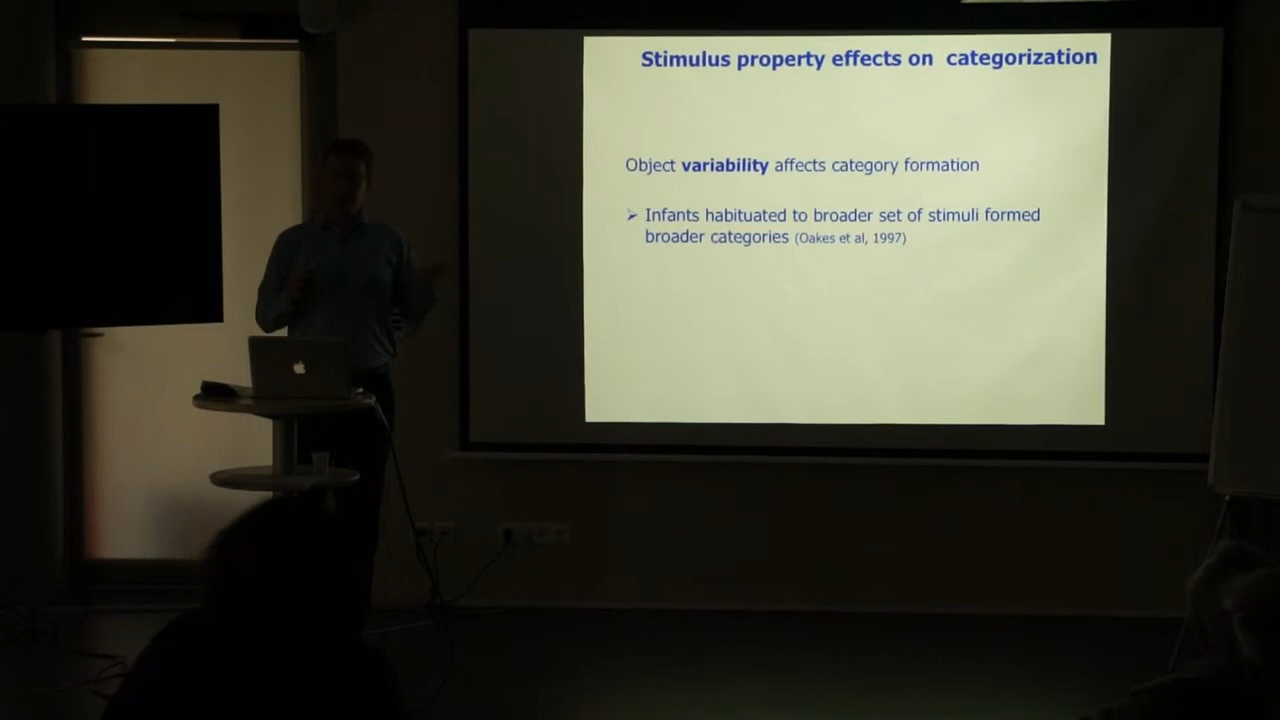 Stimulus property effects on categorization
Object variability affects category formation
➢ Infants habituated to broader set of stimuli formed
broader categories (Oakes et al, 1997)